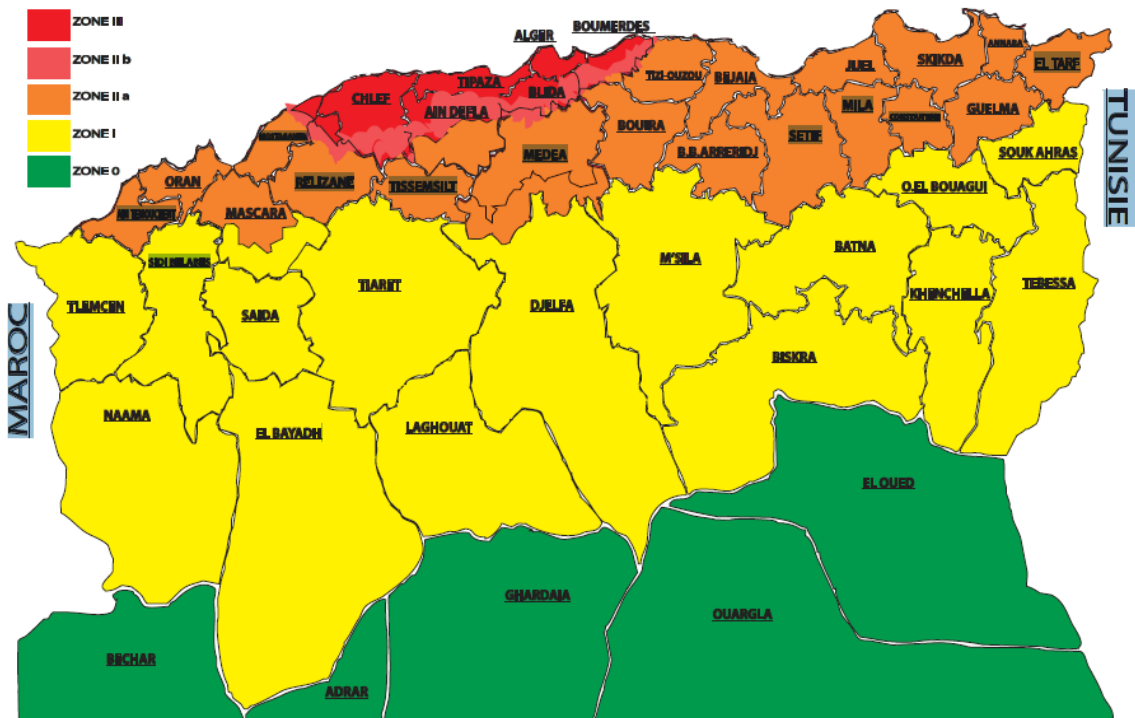 ZONE III
ZONE II b
ZONE II a
ZONE I
ZONE 0
ALGER
BOUMERDES
TIPAZA
BLIDA
CHLEF
AIN DEFLA
TIZI-OUZOU
BEJAIA
JIJEL
SKIKDA
ANNABA
EL TARF
MILA
CONSTANTINE
GUELMA
BOUIRA
SETIF
B.B.ARRERIDJ
MEDEA
SOUK AHRAS
O.EL BOUAGUI
ORAN
RELIZANE
TISSEMSILT
MASCARA
AIN TEMOUCHENT
BATNA
M'SILA
TLEMCEN
TIARET
DJELFA
KHENCHELLA
TEBESSA
SAIDA
BISKRA
NAAMA
EL BAYADH
LAGHOUAT
EL OUED
GHARDAIA
OUARGLA
BECHAR
ADRAR
MAROC
TUNISIE